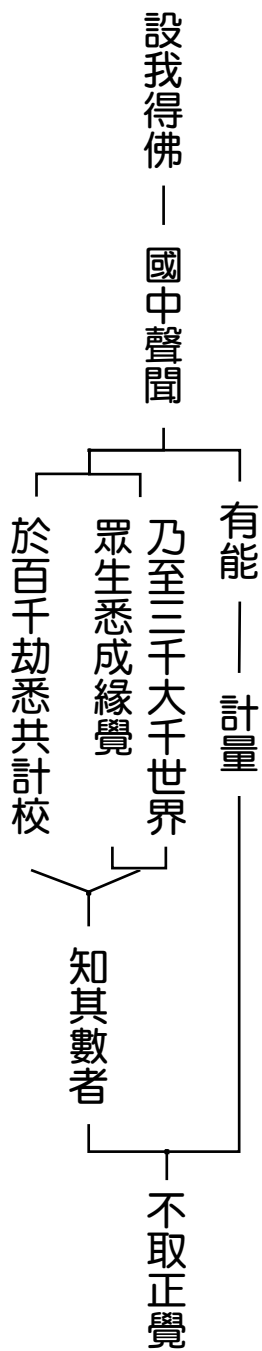 設我得佛
國中聲聞
有能
計量
乃至三千大千世界
眾生悉成緣覺
於百千劫悉共計校
知其數者
不取正覺